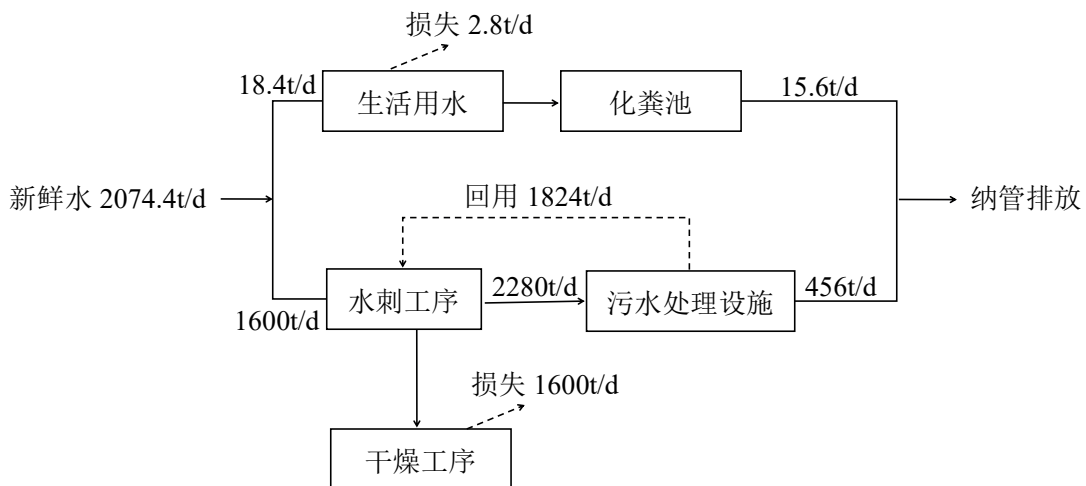 损失 2.8t/d
18.4t/d
生活用水
化粪池
15.6t/d
新鲜水 2074.4t/d
回用 1824t/d
纳管排放
水刺工序
2280t/d
污水处理设施
456t/d
1600t/d
损失 1600t/d
干燥工序